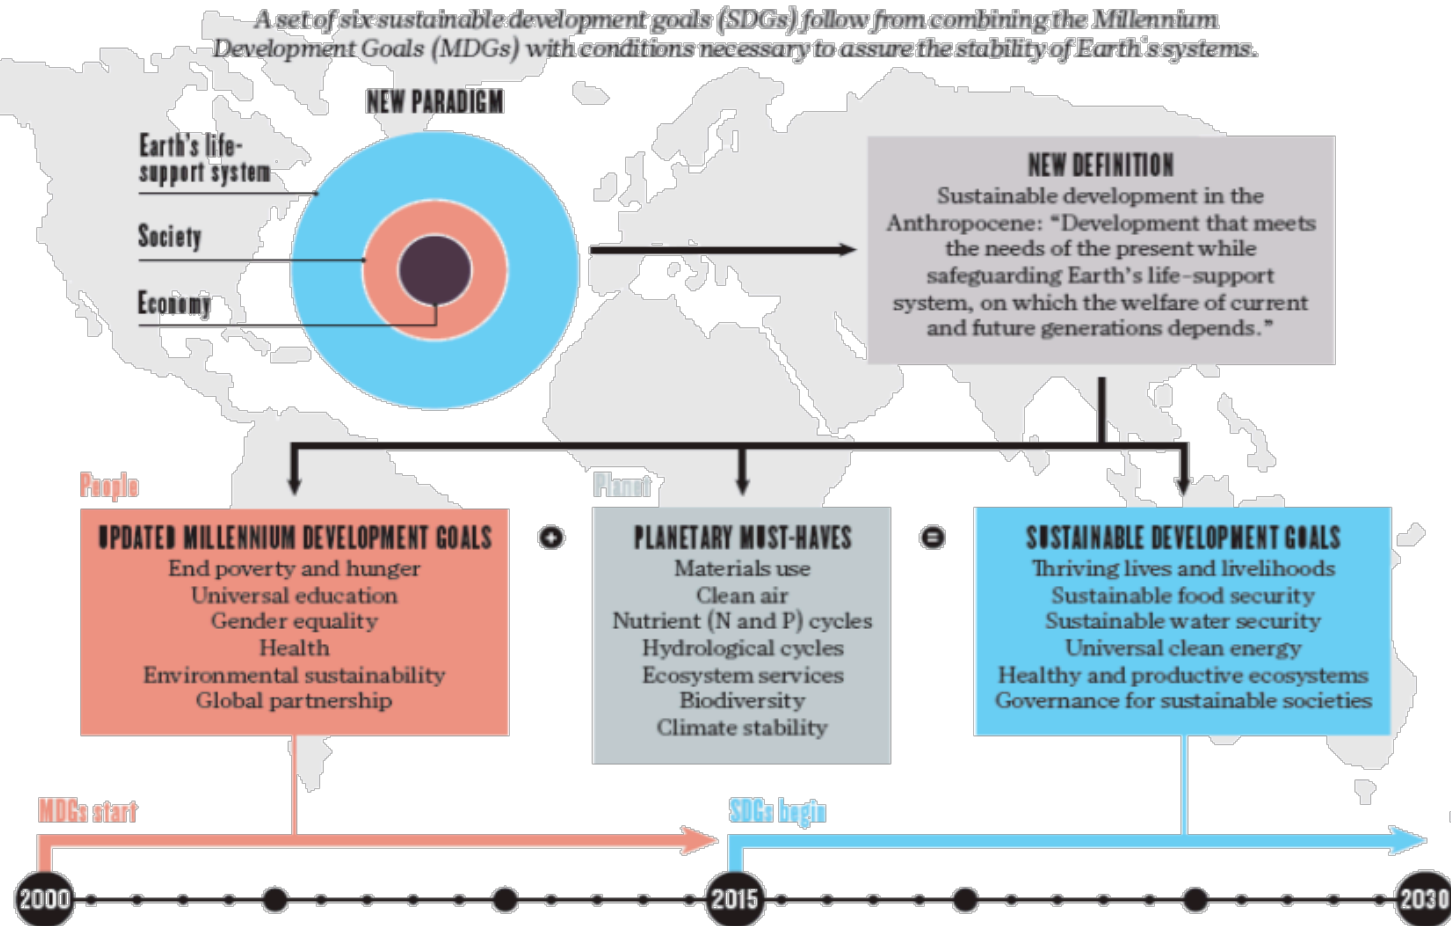 A set of six sustainable development goals (SDGs) follow from combining the Millennium
Development Goals (MDGs) with conditions necessary to assure the stability of Earth's systems.
NEW PARADIGM
Earth's life-
support system
Society
Economy
NEW DEFINITION
Sustainable development in the
Anthropocene: “Development that meets
the needs of the present while
safeguarding Earth's life-support
system, on which the welfare of current
and future generations depends.”
People
UPDATED MILLENNIUM DEVELOPMENT GOALS
End poverty and hunger
Universal education
Gender equality
Health
Environmental sustainability
Global partnership
+
Planet
PLANETARY MUST-HAVES
Materials use
Clean air
Nutrient (N and P) cycles
Hydrological cycles
Ecosystem services
Biodiversity
Climate stability
=
SUSTAINABLE DEVELOPMENT GOALS
Thriving lives and livelihoods
Sustainable food security
Sustainable water security
Universal clean energy
Healthy and productive ecosystems
Governance for sustainable societies
MDGs start
SDGs begin
2000
2015
2030